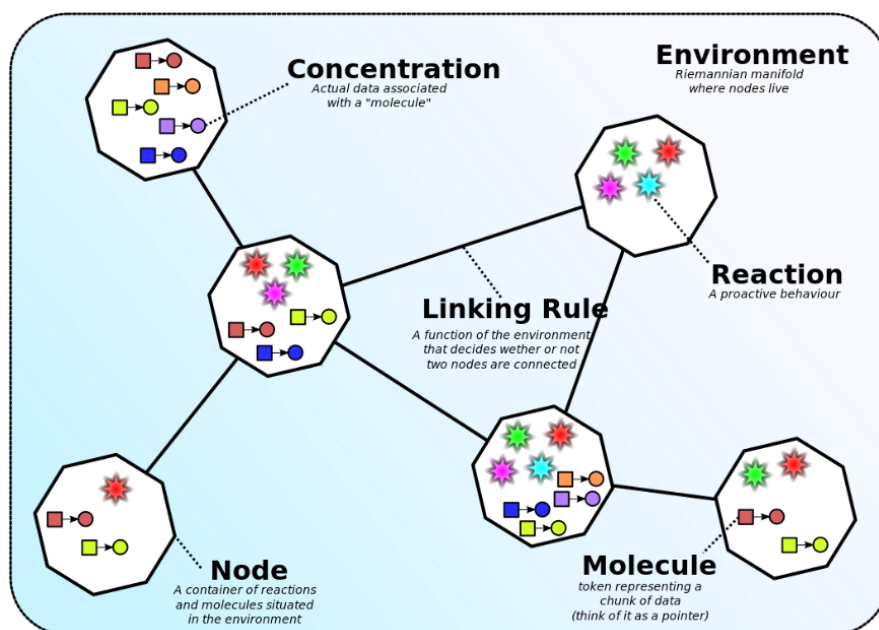 Concentration
Actual data associated
with a "molecule"
Environment
Riemannian manifold
where nodes live
Reaction
A proactive behaviour
Linking Rule
A function of the environment
that decides wether or not
two nodes are connected
Node
A container of reactions
and molecules situated
in the environment
Molecule
token representing a
chunk of data
(think of it as a pointer)